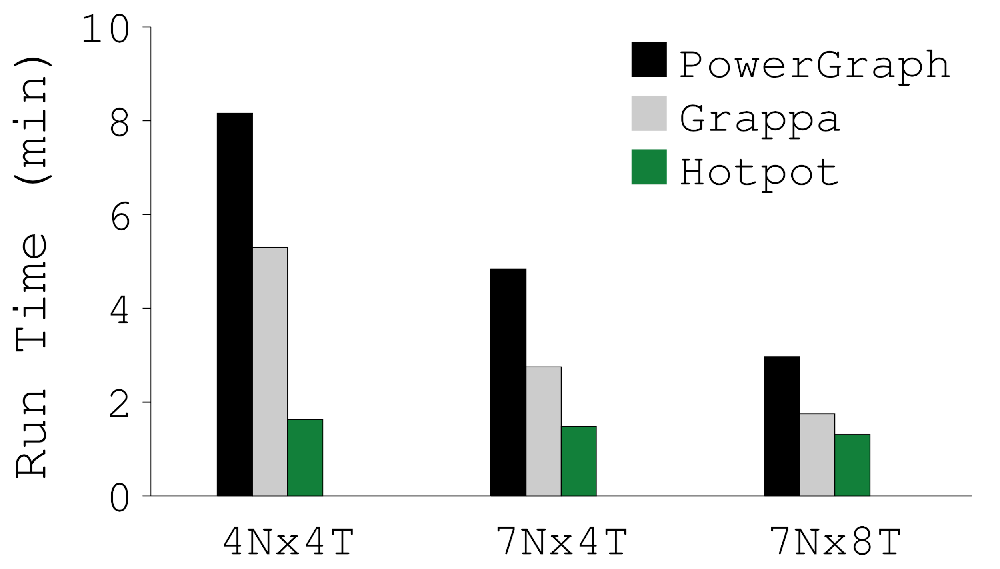 Run Time (min)
10
8
6
4
2
0
PowerGraph
Grappa
Hotpot
4Nx4T
7Nx4T
7Nx8T